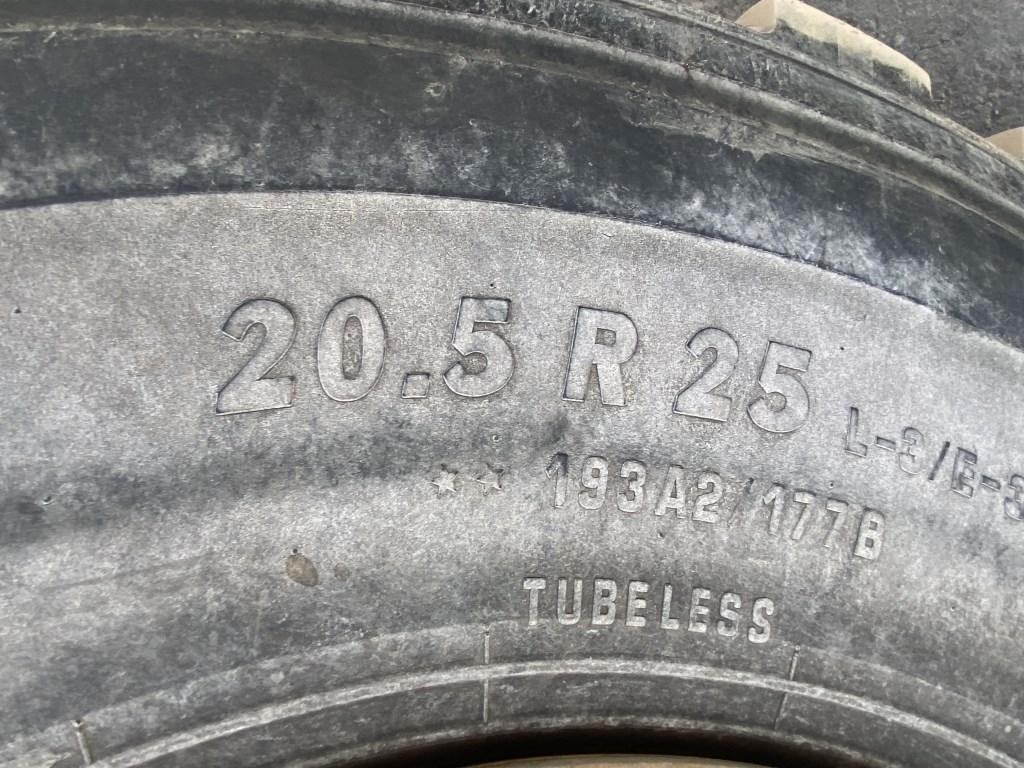 20.5 R 25 L-3/E-3
★★ 193A2/177B
TUBELESS